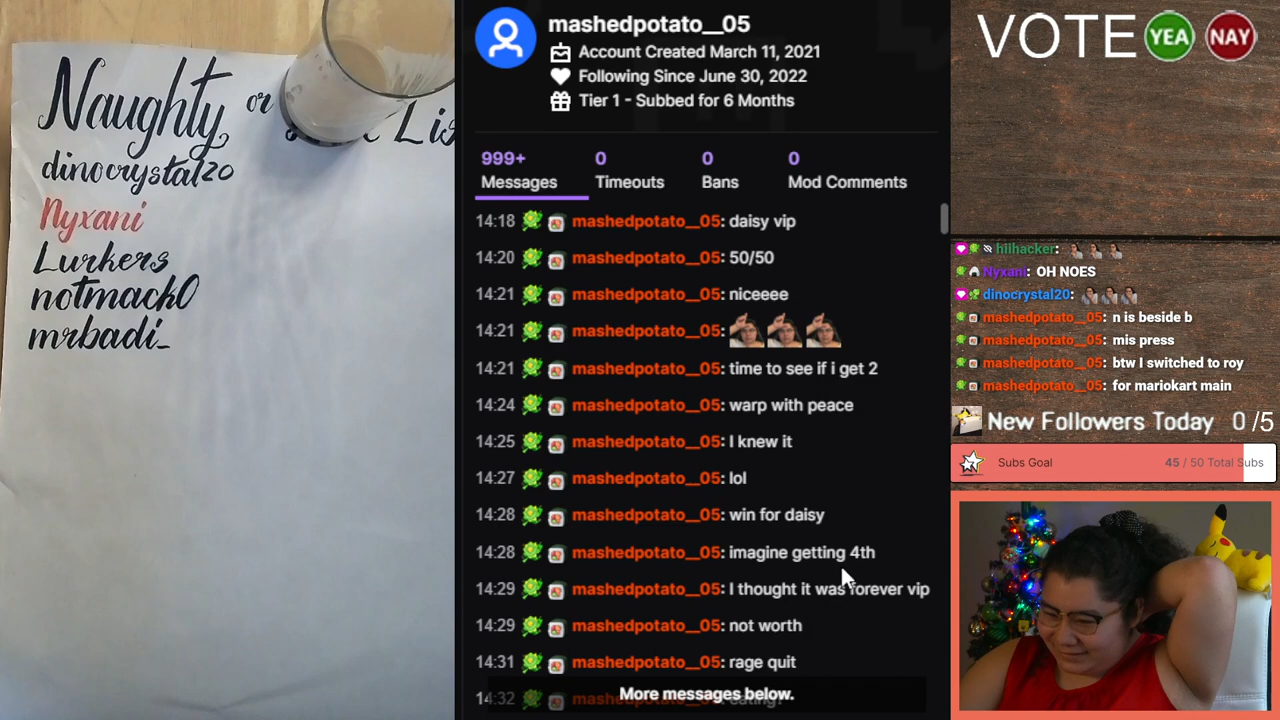 Naughty or List
dinocrystal20
Nyxani
Lurkers
notmack0
mrbadi_
mashedpotato__05
Account Created March 11, 2021
Following Since June 30, 2022
Tier 1 - Subbed for 6 Months
999+ 0 0 0
Messages Timeouts Bans Mod Comments
14:18 mashedpotato__05: daisy vip
14:20 mashedpotato__05: 50/50
14:21 mashedpotato__05: niceeee
14:21 mashedpotato__05:
14:21 mashedpotato__05: time to see if i get 2
14:24 mashedpotato__05: warp with peace
14:25 mashedpotato__05: I knew it
14:27 mashedpotato__05: lol
14:28 mashedpotato__05: win for daisy
14:28 mashedpotato__05: imagine getting 4th
14:29 mashedpotato__05: I thought it was forever vip
14:29 mashedpotato__05: not worth
14:31 mashedpotato__05: rage quit
More messages below.
VOTE YEA NAY
hiihacker:
Nyxani: OH NOES
dinocrystal20:
mashedpotato__05: n is beside b
mashedpotato__05: mis press
mashedpotato__05: btw I switched to roy
mashedpotato__05: for mariokart main
New Followers Today 0 /5
Subs Goal 45 / 50 Total Subs